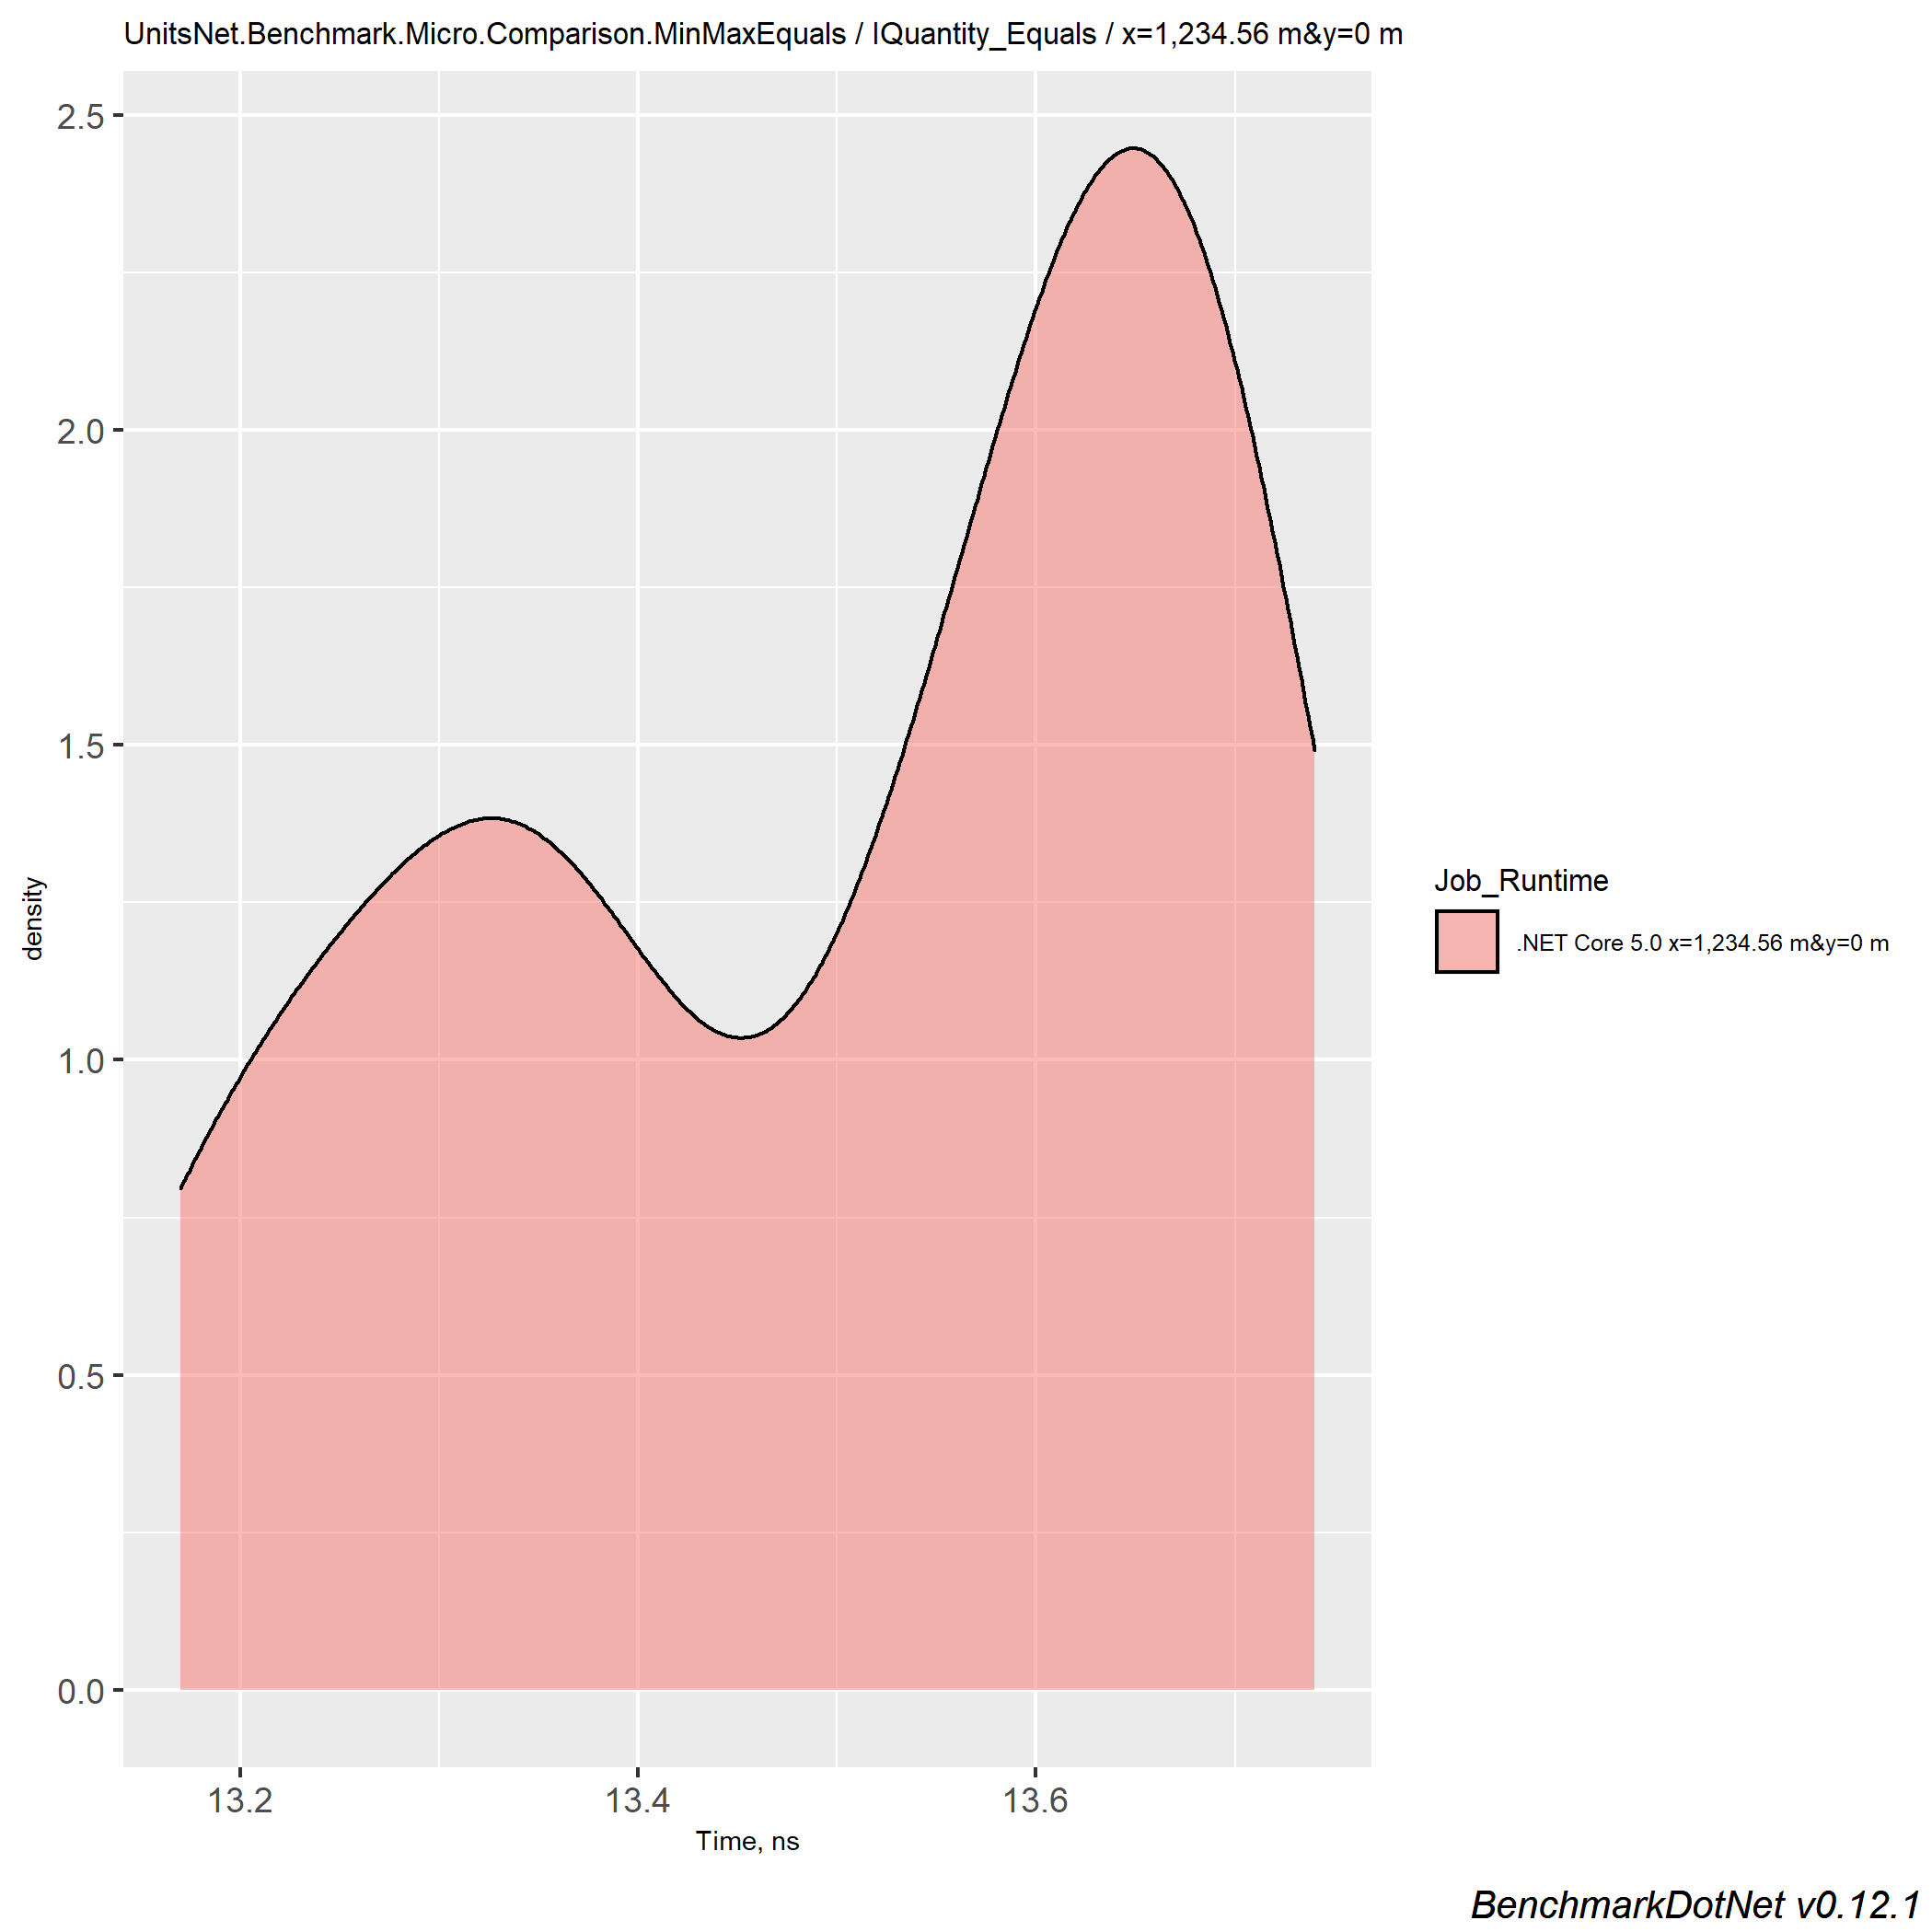 UnitsNet.Benchmark.Micro.Comparison.MinMaxEquals / IQuantity_Equals / x=1,234.56 m&y=0 m
2.5
2.0
1.5
1.0
0.5
0.0
density
13.2 13.4 13.6
Time, ns
Job_Runtime
.NET Core 5.0 x=1,234.56 m&y=0 m
BenchmarkDotNet v0.12.1